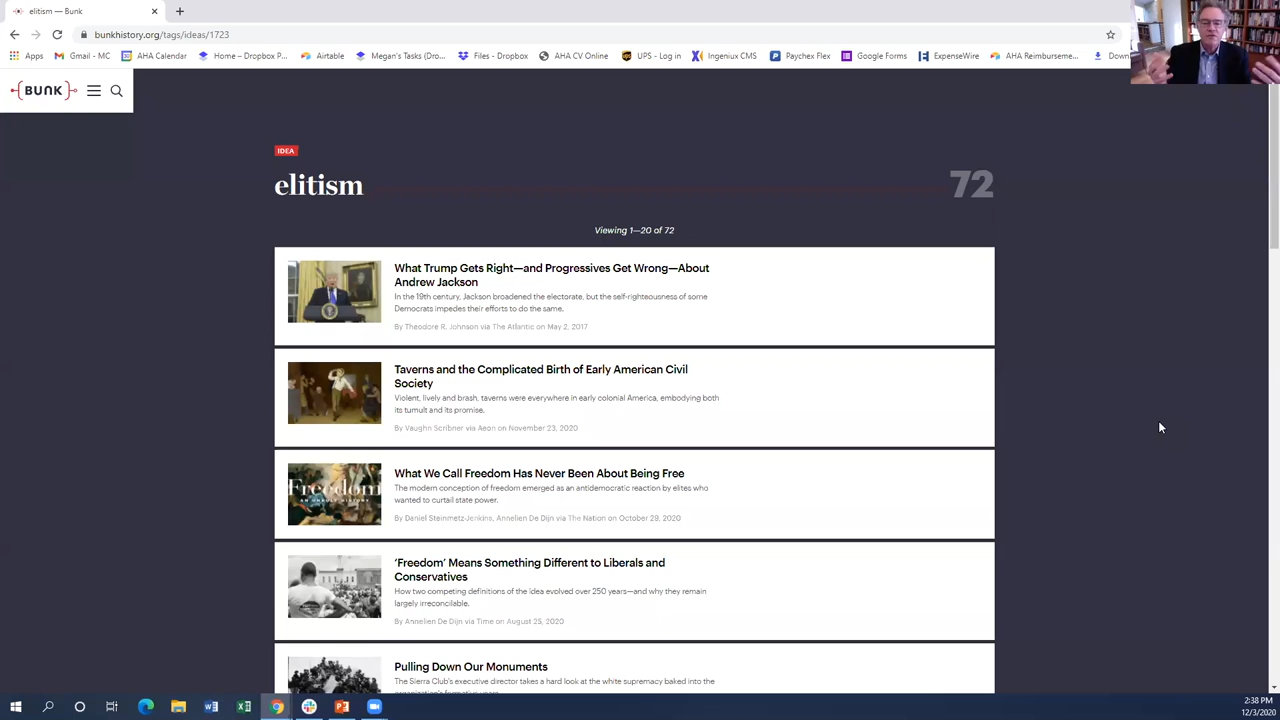 elitism — Bunk
bunkhistory.org/tags/ideas/1723
Apps Gmail - MC AHA Calendar Home – Dropbox P... Airtable Megan's Tasks (Dro... Files - Dropbox AHA CV Online UPS - Log in Ingeniux CMS Paychex Flex Google Forms ExpenseWire AHA Reimburseme... Down
BUNK
IDEA
elitism 72
Viewing 1—20 of 72
What Trump Gets Right—and Progressives Get Wrong—About
Andrew Jackson
In the 19th century, Jackson broadened the electorate, but the self-righteousness of some
Democrats impedes their efforts to do the same.
By Theodore R. Johnson via The Atlantic on May 2, 2017
Taverns and the Complicated Birth of Early American Civil
Society
Violent, lively and brash, taverns were everywhere in early colonial America, embodying both
its tumult and its promise.
By Vaughn Scribner via Aeon on November 23, 2020
Freedom
AN UNRULY HISTORY
What We Call Freedom Has Never Been About Being Free
The modern conception of freedom emerged as an antidemocratic reaction by elites who
wanted to curtail state power.
By Daniel Steinmetz-Jenkins, Annelien De Dijn via The Nation on October 29, 2020
‘Freedom’ Means Something Different to Liberals and
Conservatives
How two competing definitions of the idea evolved over 250 years—and why they remain
largely irreconcilable.
By Annelien De Dijn via Time on August 25, 2020
Pulling Down Our Monuments
The Sierra Club's executive director takes a hard look at the white supremacy baked into the
organization's formative years.
2:38 PM
12/3/2020